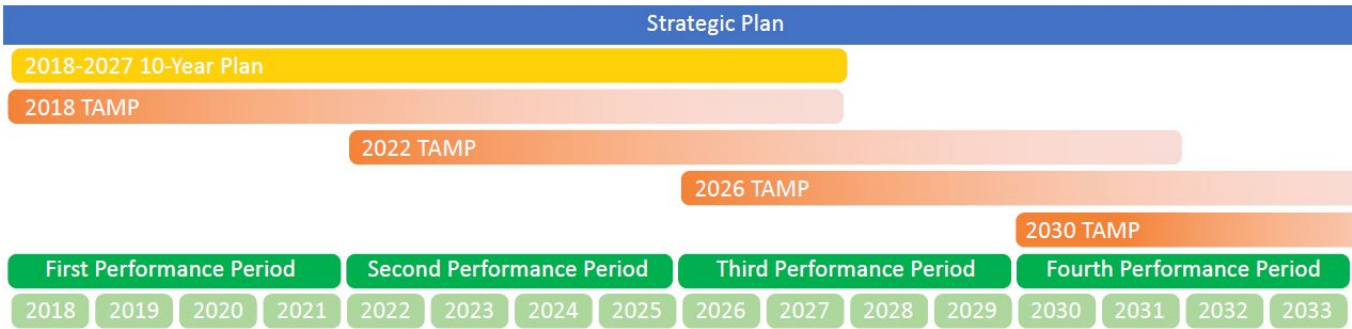 Strategic Plan
2018-2027 10-Year Plan
2018 TAMP
2022 TAMP
2026 TAMP
2030 TAMP
First Performance Period Second Performance Period Third Performance Period Fourth Performance Period
2018 2019 2020 2021 2022 2023 2024 2025 2026 2027 2028 2029 2030 2031 2032 2033